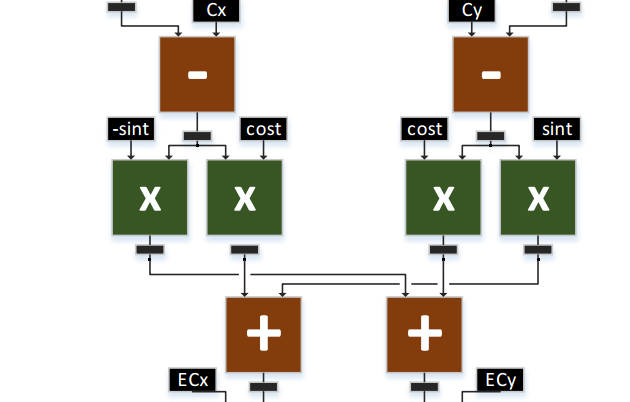 Cx Cy
- -
-sint cost cost sint
x x x x
+ +
ECx ECy